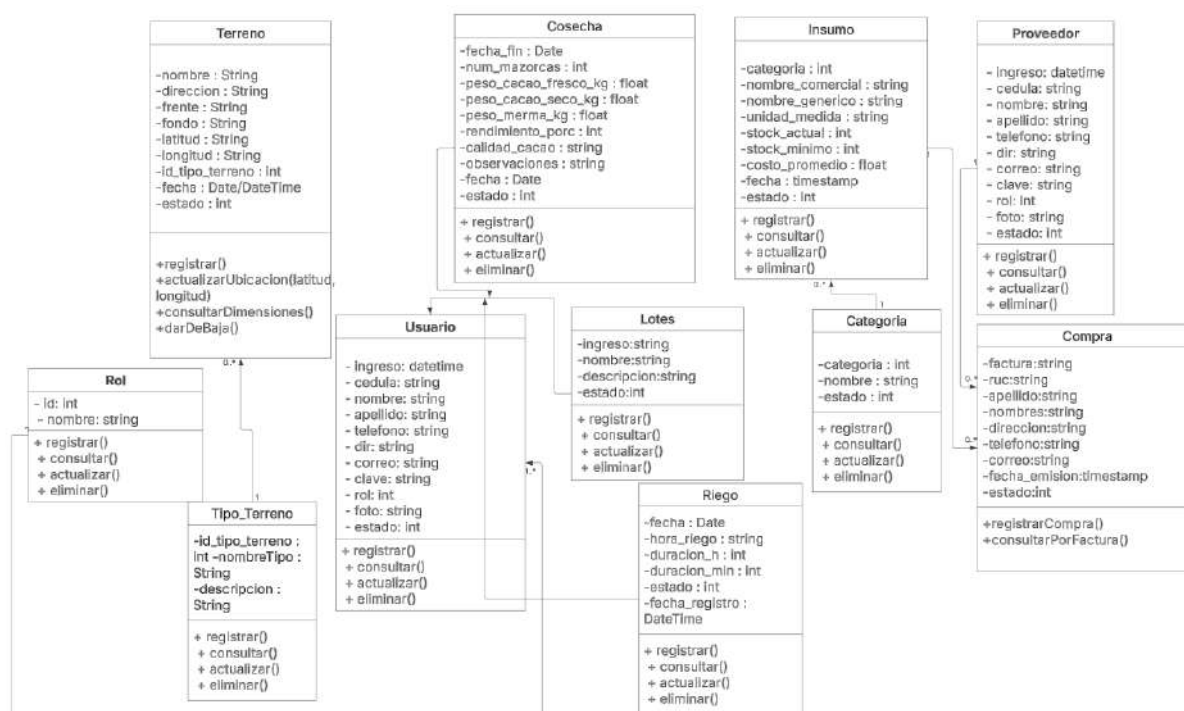 Terreno
-nombre : String
-direccion : String
-frente : String
-fondo : String
-latitud : String
-longitud : String
-id_tipo_terreno : int
-fecha : Date/DateTime
-estado : int
+registrar()
+actualizarUbicacion(latitud,
longitud)
+consultarDimensiones()
+darDeBaja()
0..*
Cosecha
-fecha_fin : Date
-num_mazorcas : int
-peso_cacao_fresco_kg : float
-peso_cacao_seco_kg : float
-peso_merma_kg : float
-rendimiento_porc : int
-calidad_cacao : string
-observaciones : string
-fecha : Date
-estado : int
+ registrar()
+ consultar()
+ actualizar()
+ eliminar()
Insumo
-categoria : int
-nombre_comercial : string
-nombre_generico : string
-unidad_medida : string
-stock_actual : int
-stock_minimo : int
-costo_promedio : float
-fecha : timestamp
-estado : int
+ registrar()
+ consultar()
+ actualizar()
+ eliminar()
1
0..*
Proveedor
- ingreso: datetime
- cedula: string
- nombre: string
- apellido: string
- telefono: string
- dir: string
- correo: string
- clave: string
- rol: int
- foto: string
- estado: int
+ registrar()
+ consultar()
+ actualizar()
+ eliminar()
1
Rol
- id: int
- nombre: string
+ registrar()
+ consultar()
+ actualizar()
+ eliminar()
1
Tipo_Terreno
-id_tipo_terreno :
int -nombreTipo :
String
-descripcion :
String
+ registrar()
+ consultar()
+ actualizar()
+ eliminar()
Usuario
- ingreso: datetime
- cedula: string
- nombre: string
- apellido: string
- telefono: string
- dir: string
- correo: string
- clave: string
- rol: int
- foto: string
- estado: int
+ registrar()
+ consultar()
+ actualizar()
+ eliminar()
1..*
Lotes
-ingreso:string
-nombre:string
-descripcion:string
-estado:int
+ registrar()
+ consultar()
+ actualizar()
+ eliminar()
Riego
-fecha : Date
-hora_riego : string
-duracion_h : int
-duracion_min : int
-estado : int
-fecha_registro :
DateTime
+ registrar()
+ consultar()
+ actualizar()
+ eliminar()
1
Categoria
-categoria : int
-nombre : string
-estado : int
+ registrar()
+ consultar()
+ actualizar()
+ eliminar()
0..*
0..*
Compra
-factura:string
-ruc:string
-apellido:string
-nombres:string
-direccion:string
-telefono:string
-correo:string
-fecha_emision:timestamp
-estado:int
+registrarCompra()
+consultarPorFactura()